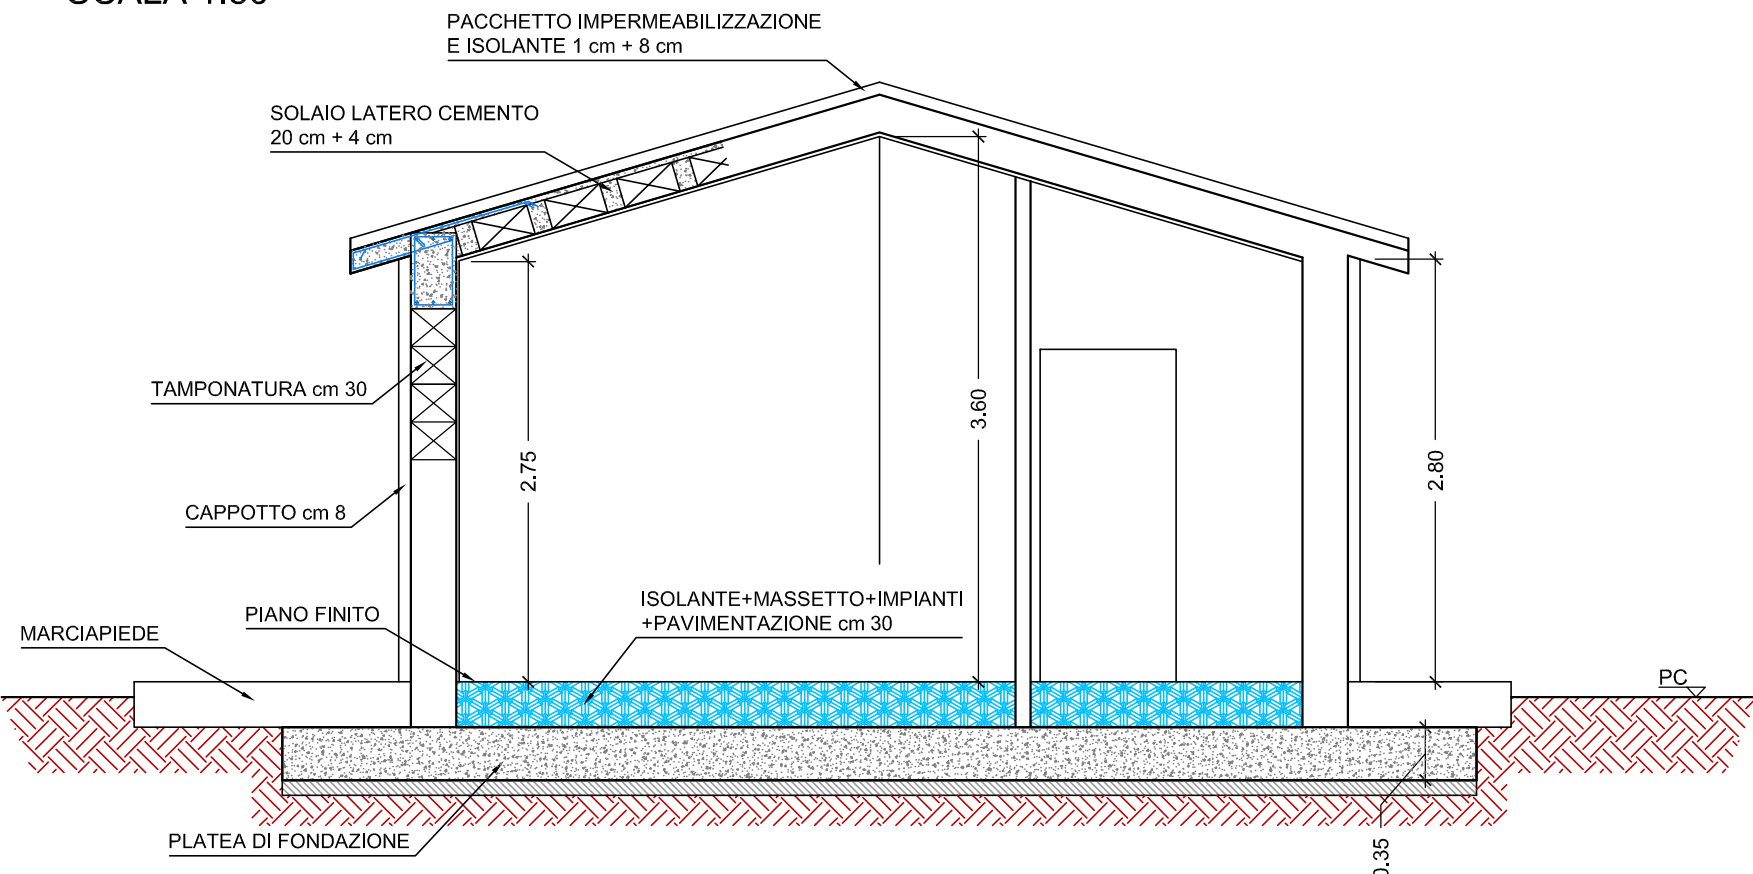 PACCHETTO IMPERMEABILIZZAZIONE
E ISOLANTE 1 cm + 8 cm
SOLAIO LATERO CEMENTO
20 cm + 4 cm
TAMPONATURA cm 30
3.60
2.75
2.80
CAPPOTTO cm 8
ISOLANTE+MASSETTO+IMPIANTI
+PAVIMENTAZIONE cm 30
PIANO FINITO
MARCIAPIEDE
PC
PLATEA DI FONDAZIONE
0.35